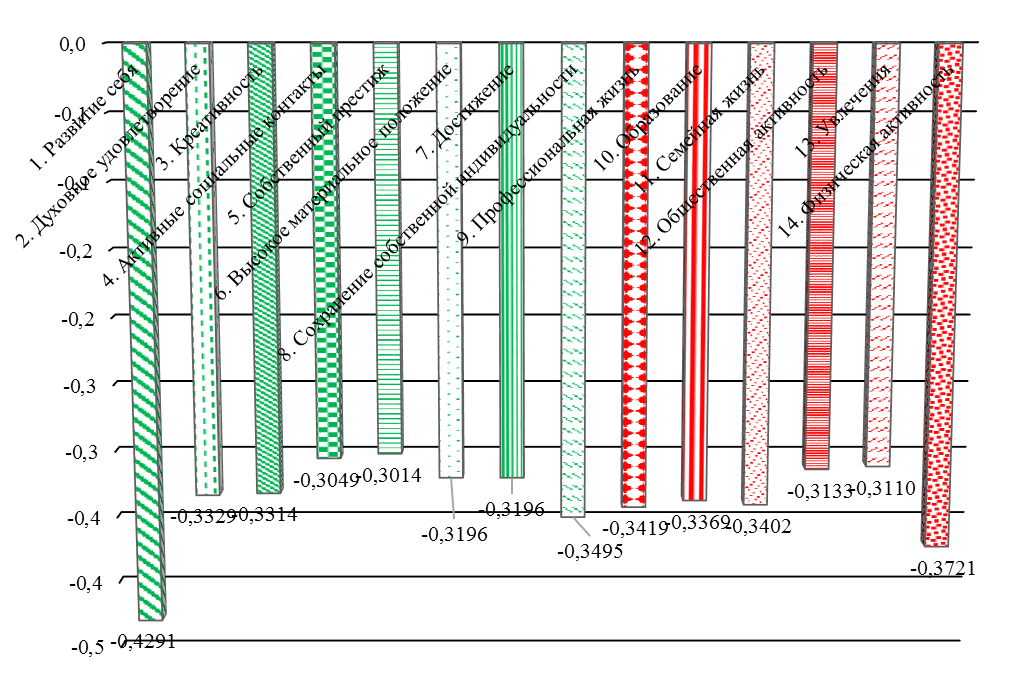 0,0
-0,1
-0,1
-0,2
-0,2
-0,3
-0,3
-0,4
-0,4
-0,5
1. Развитие себя
2. Духовное удовлетворение
3. Креативность
4. Активные социальные контакты
5. Собственный престиж
6. Высокое материальное положение
7. Достижение
8. Сохранение собственной индивидуальности
9. Профессиональная жизнь
10. Образование
11. Семейная жизнь
12. Общественная активность
13. Увлечения
14. Физическая активность
-0,4291
-0,3329
-0,3314
-0,3049
-0,3014
-0,3196
-0,3196
-0,3495
-0,3419
-0,3369
-0,3402
-0,3133
-0,3110
-0,3721